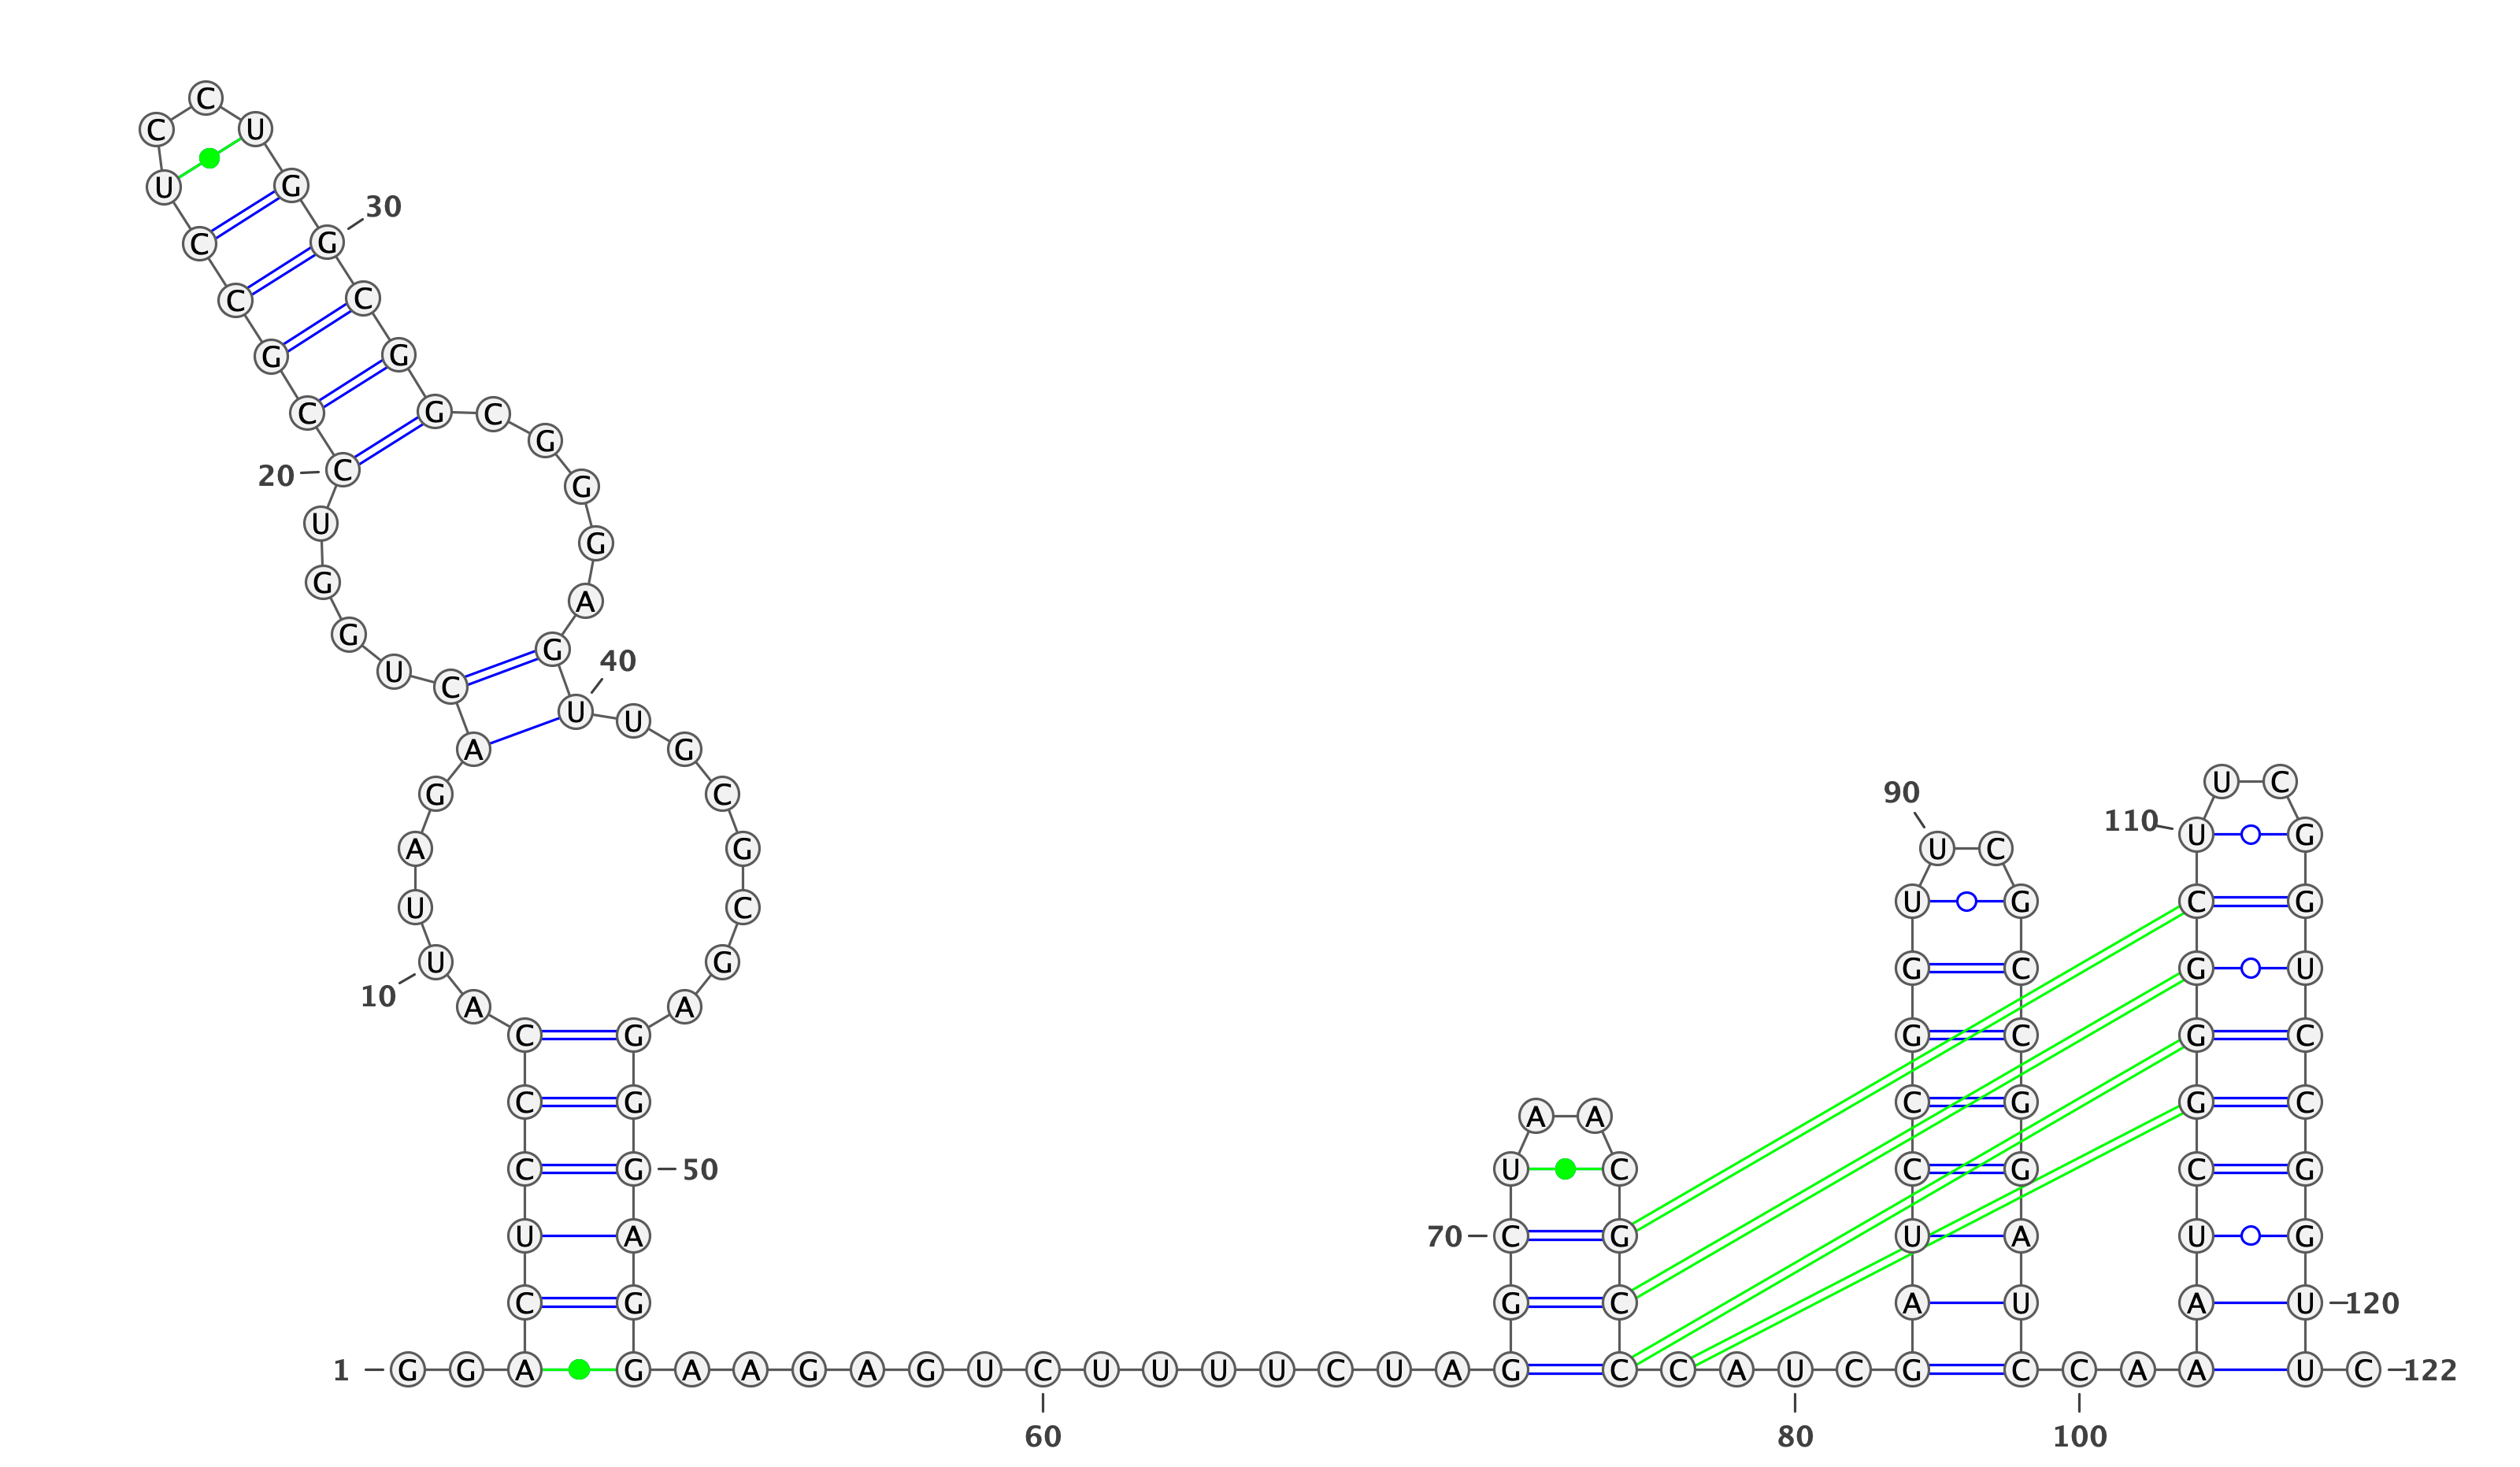 C
C U
U G
30
C G
C C
G G
C G C
G
20 C
G
U
G
G
A
G G
40
U
C
U U
A G
U C
G C 90
110
U G
A G U C
U G C G
U C
U G G C G U
10
A A
C G G C G C
C G C G G C
A A
C G 50 U C C G C G
U A 70 C G U A U G
C G G C A U A U 120
1 G G A G A A G A G U C U U U U C U A G C C A U C G C C A A U C 122
60 80 100